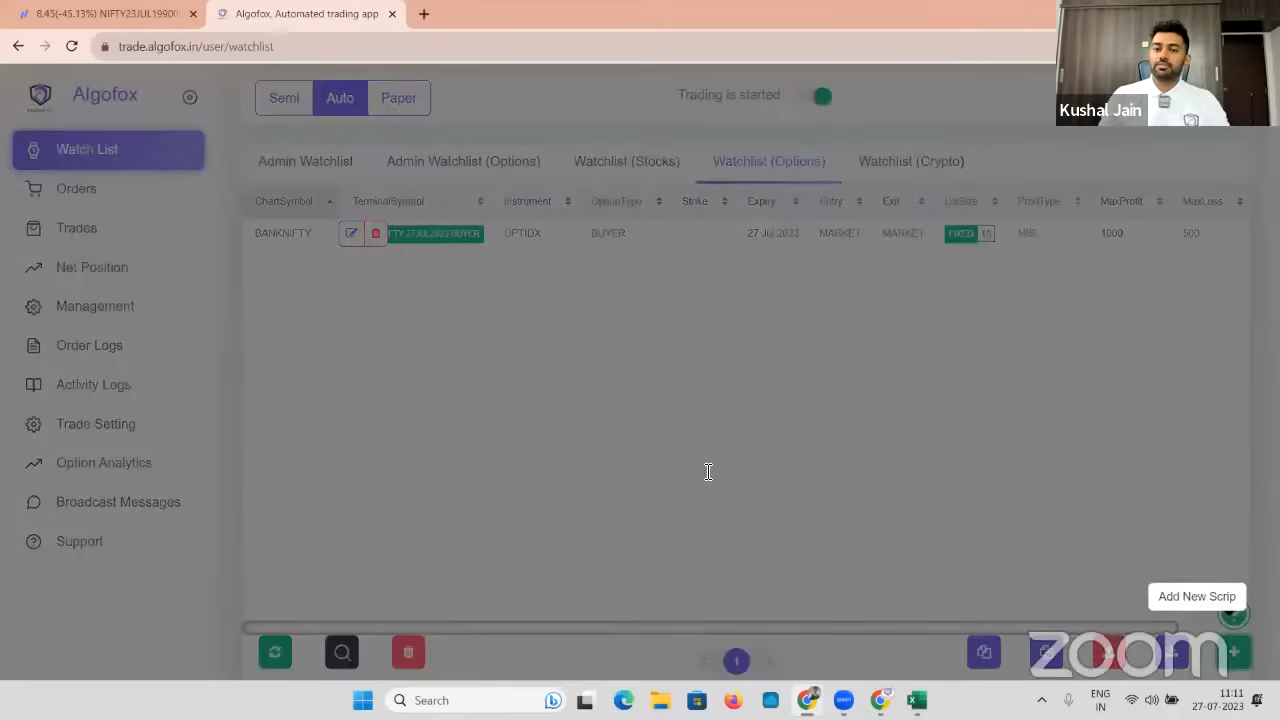 8.45(-45.13%) NIFTY23JUL19900
Algofox, Automated trading app
trade.algofox.in/user/watchlist
Kushal Jain
Algofox
Semi
Auto
Paper
Trading is started
Watch List
Orders
Trades
Net Position
Management
Order Logs
Activity Logs
Trade Setting
Option Analytics
Broadcast Messages
Support
Admin Watchlist
Admin Watchlist (Options)
Watchlist (Stocks)
Watchlist (Options)
Watchlist (Crypto)
ChartSymbol TerminalSymbol Instrument OptionType Strike Expiry Entry Exit LotSize ProdType MaxProfit MaxLoss
BANKNIFTY TY 27JUL2023 BUYER OPTIDX BUYER 27 Jul 2023 MARKET MARKET FIXED 15 MIS 1000 500
Add New Scrip
1
zoom
Search
ENG
IN
11:11
27-07-2023